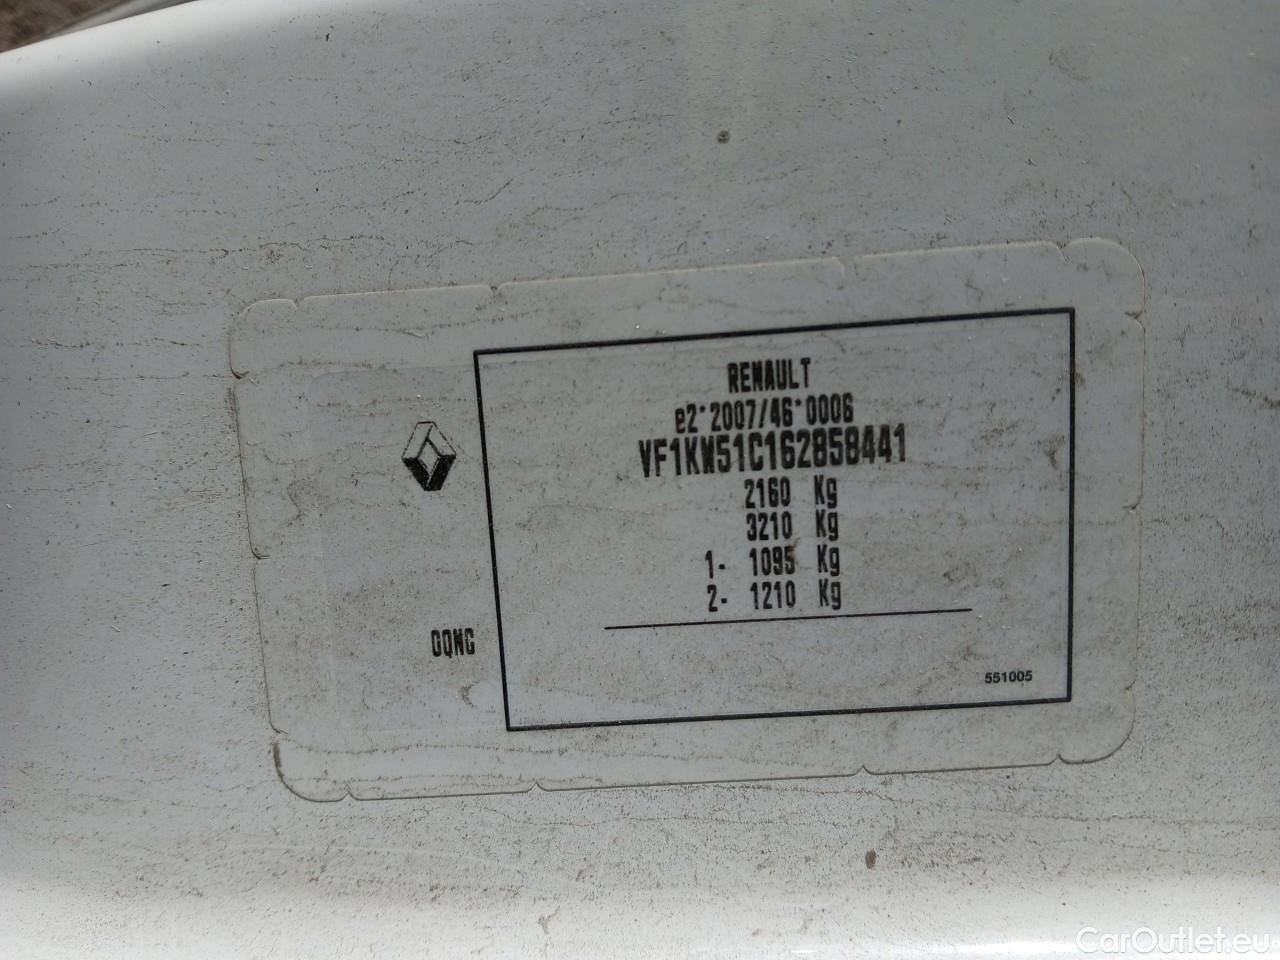 RENAULT
e2*2007/46*0006
VF1KW51C162858441
2160 Kg
3210 Kg
1- 1095 Kg
2- 1210 Kg
OQNG
551005
CarOutlet.eu